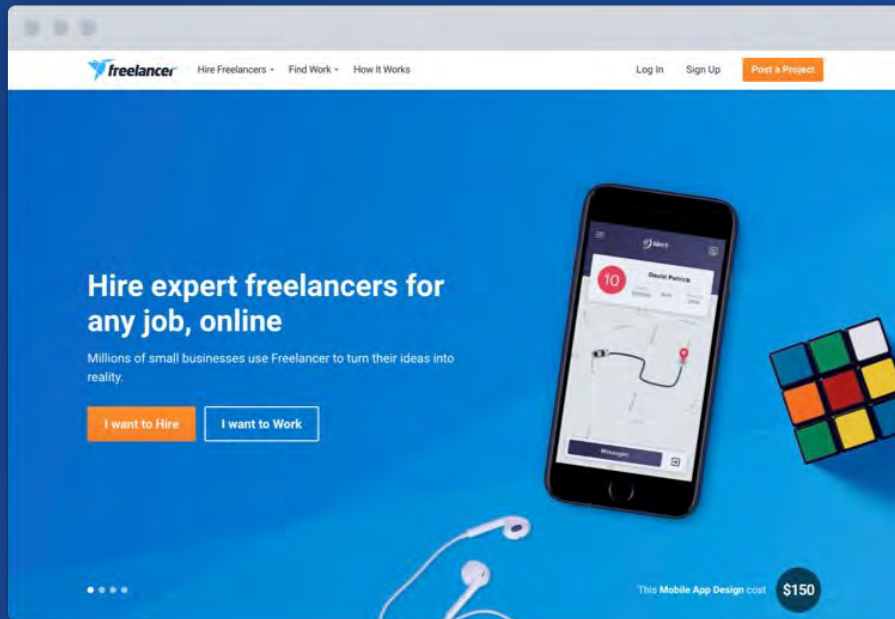 freelancer
Hire Freelancers
Find Work
How It Works
Log In
Sign Up
Post a Project
10
David Patrick
Hire expert freelancers for
any job, online
Millions of small businesses use Freelancer to turn their ideas into
reality.
I want to Hire
I want to Work
Messages
This Mobile App Design cost
$150